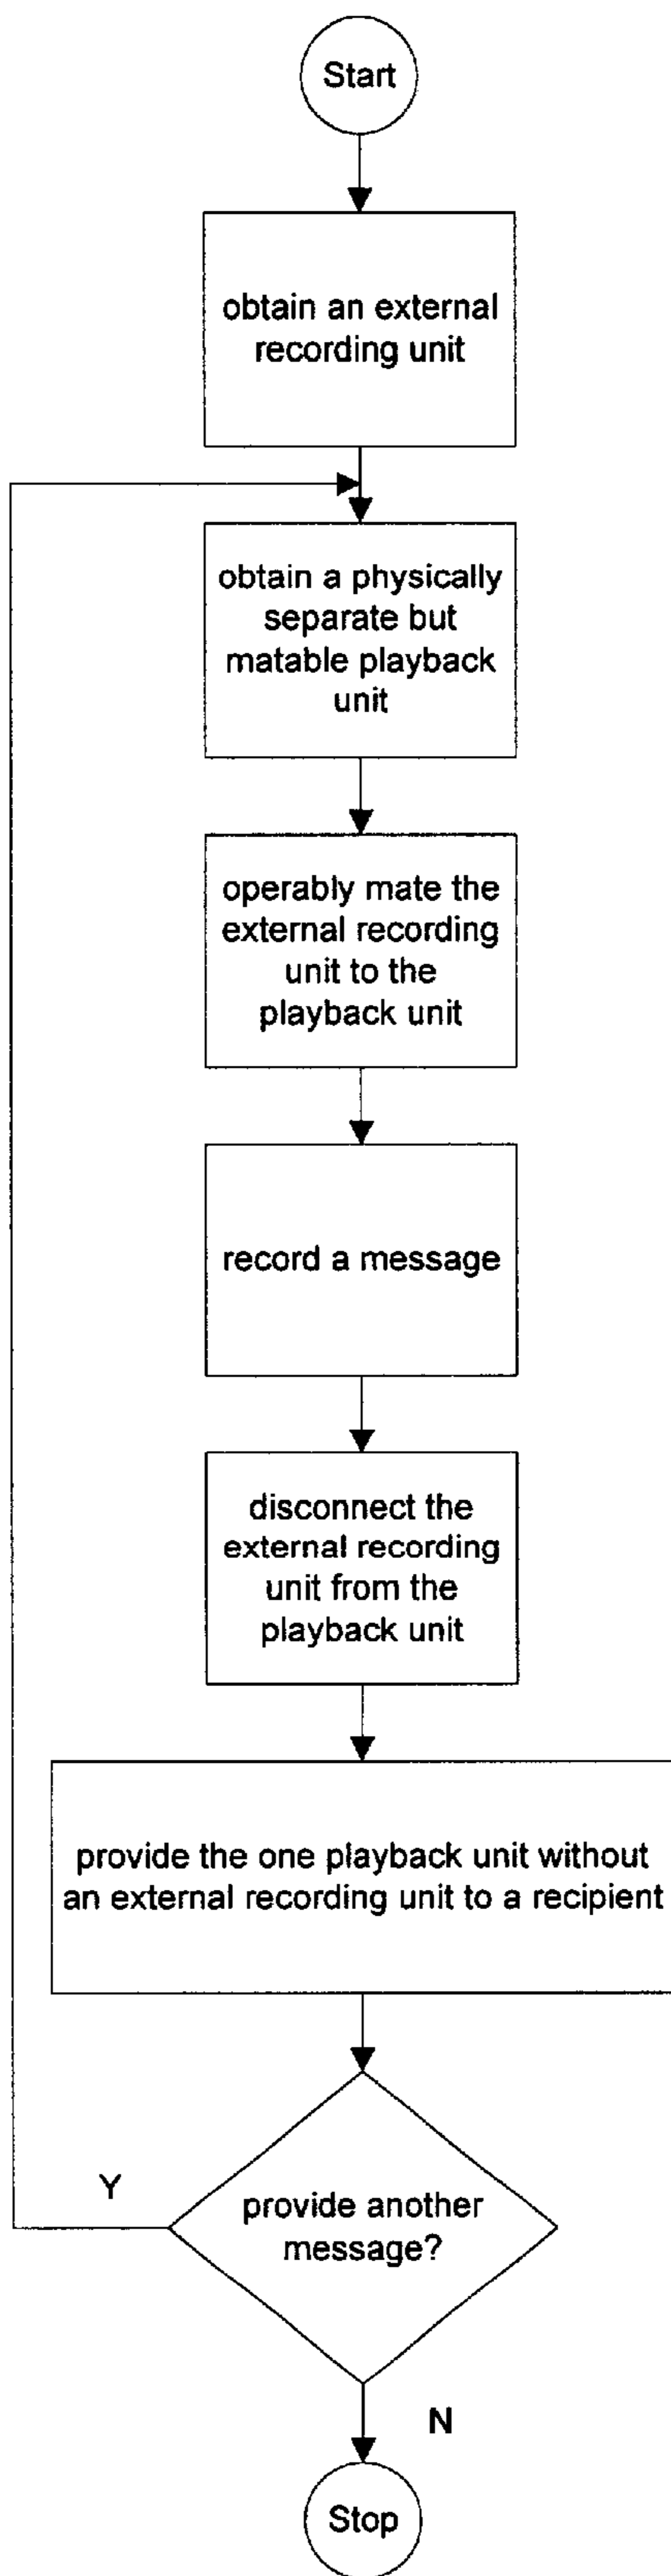 Start
obtain an external
recording unit
obtain a physically
separate but
matable playback
unit
operably mate the
external recording
unit to the
playback unit
record a message
disconnect the
external recording
unit from the
playback unit
provide the one playback unit without
an external recording unit to a recipient
Y
provide another
message?
N
Stop